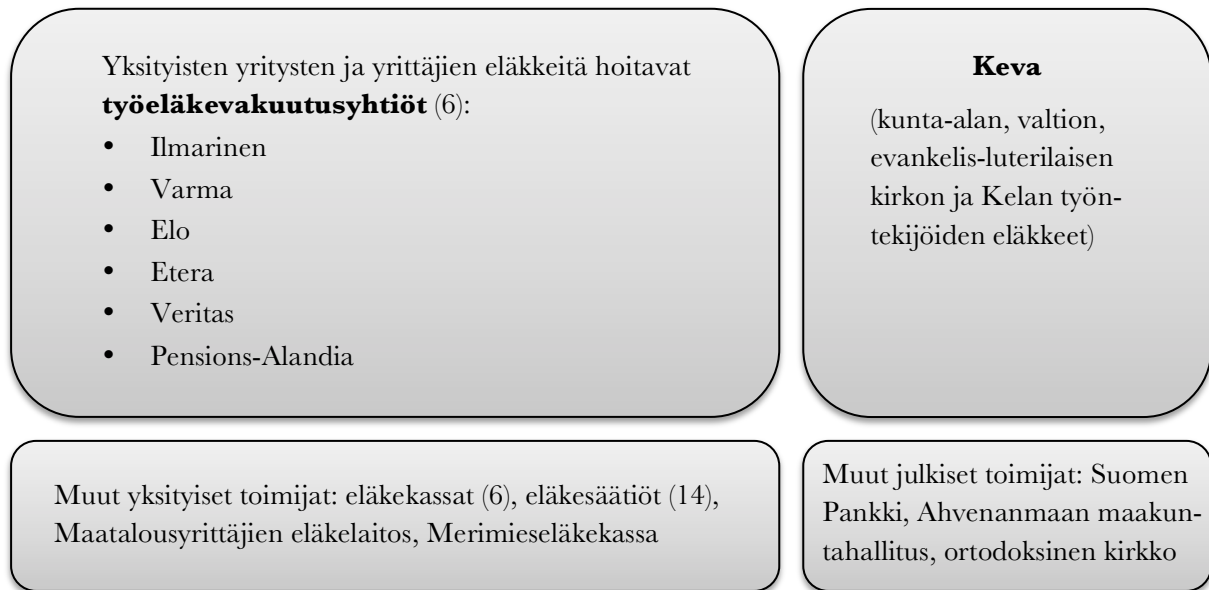 Yksityisten yritysten ja yrittäjien eläkkeitä hoitavat
työeläkevakuutusyhtiöt (6):
• Ilmarinen
• Varma
• Elo
• Etera
• Veritas
• Pensions-Alandia
Keva
(kunta-alan, valtion,
evankelis-luterilaisen
kirkon ja Kelan työn-
tekijöiden eläkkeet)
Muut yksityiset toimijat: eläkekassat (6), eläkesäätiöt (14),
Maatalousyrittäjien eläkelaitos, Merimieseläkekassa
Muut julkiset toimijat: Suomen
Pankki, Ahvenanmaan maakun-
tahallitus, ortodoksinen kirkko